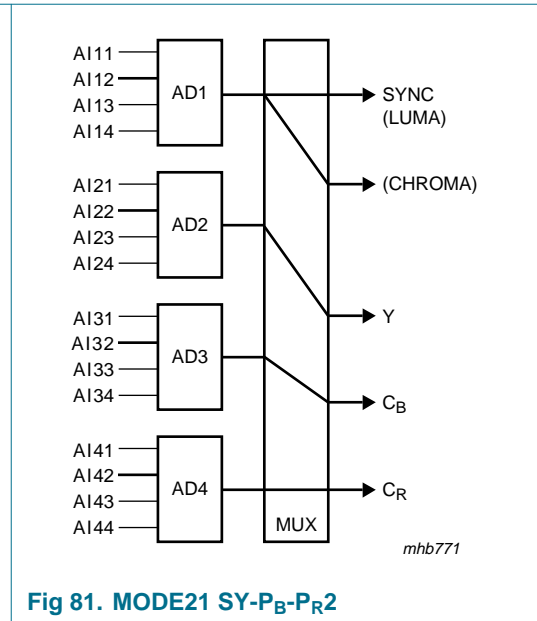 AI11
AI12
AI13
AI14
AD1
SYNC
(LUMA)
(CHROMA)
AI21
AI22
AI23
AI24
AD2
Y
AI31
AI32
AI33
AI34
AD3
CB
AI41
AI42
AI43
AI44
AD4
CR
MUX
mhb771
Fig 81. MODE21 SY-PB-PR2